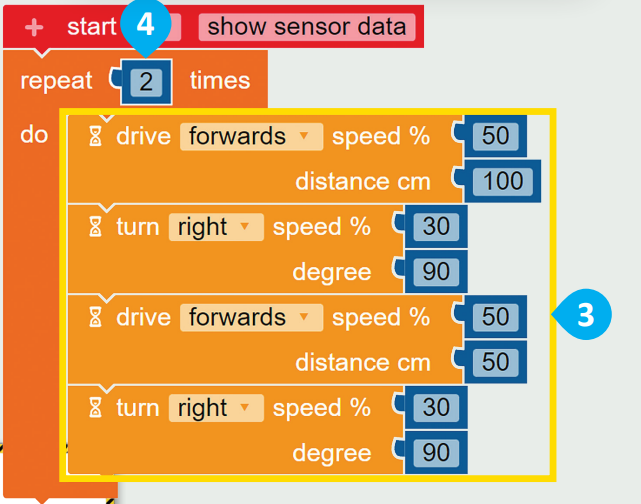 + start 4 show sensor data
repeat 2 times
do drive forwards speed % 50
distance cm 100
turn right speed % 30
degree 90
drive forwards speed % 50
3
distance cm 50
turn right speed % 30
degree 90